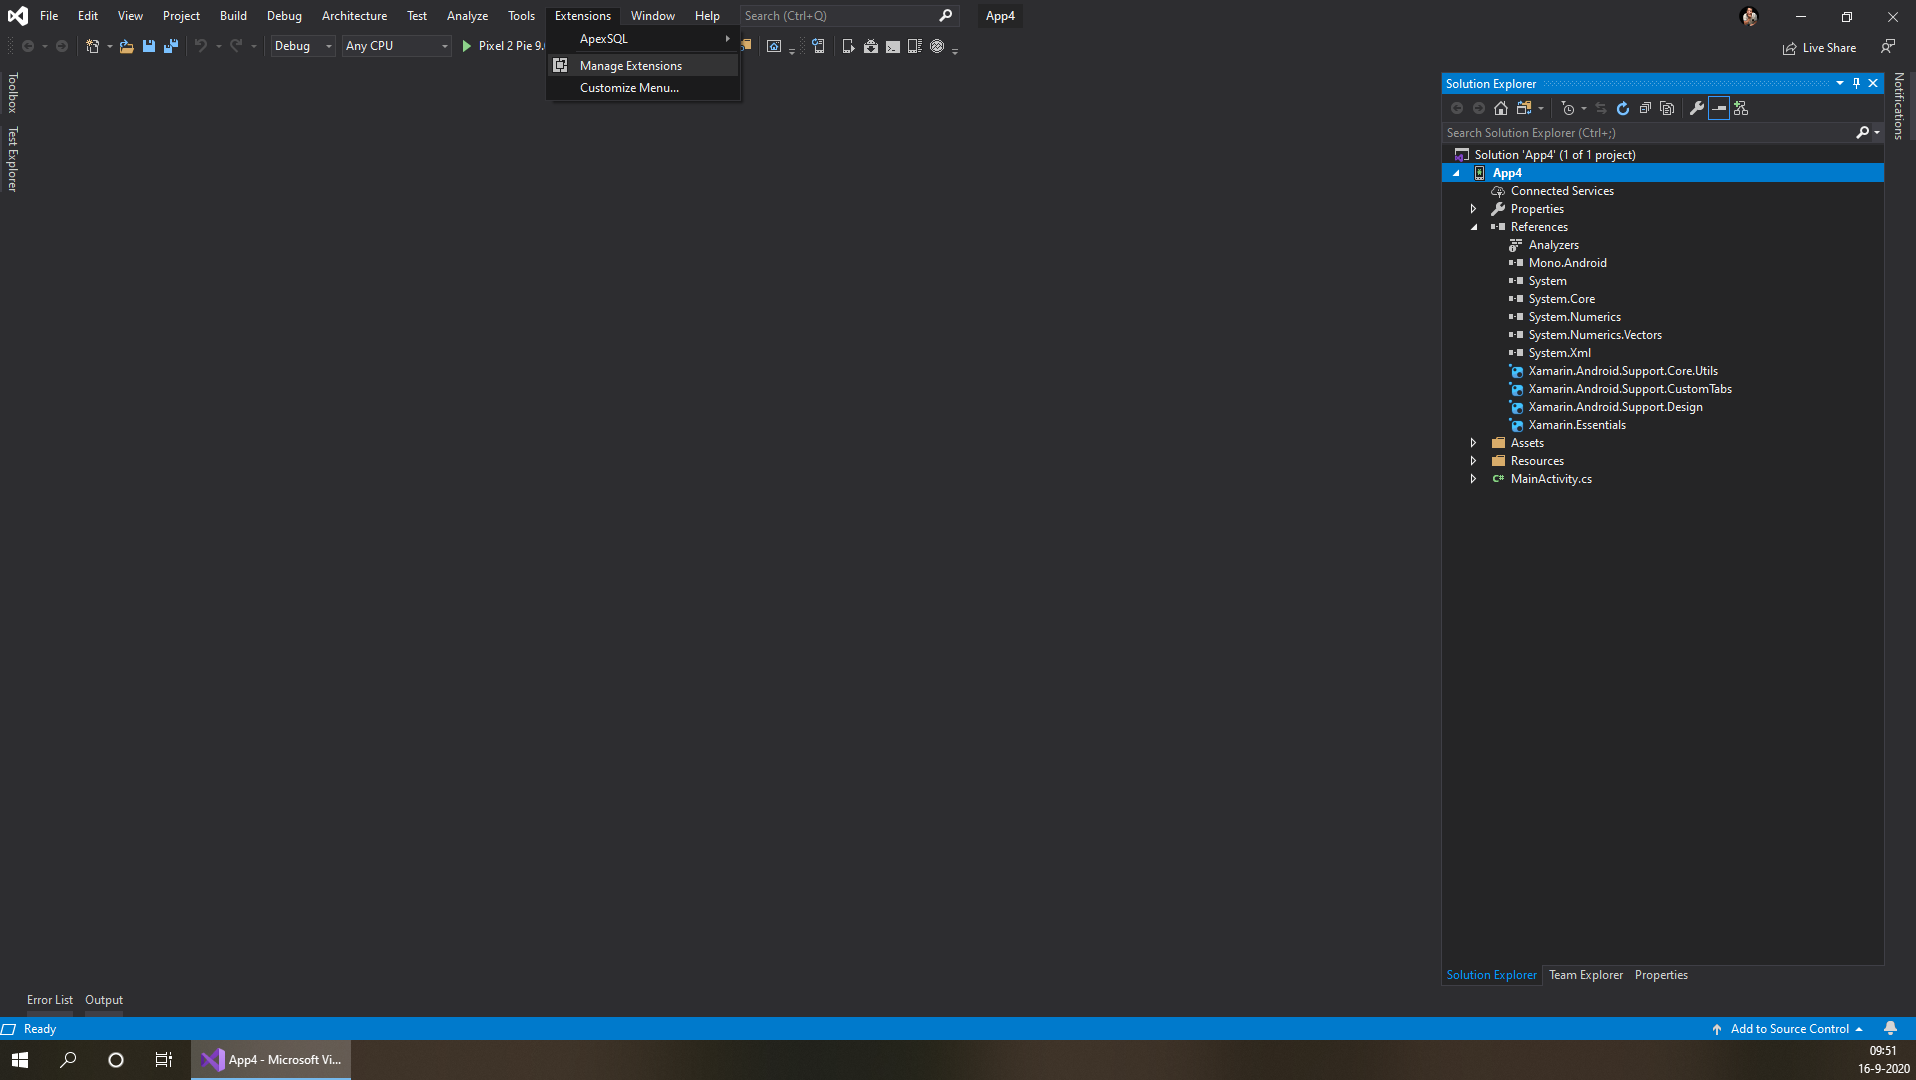 File Edit View Project Build Debug Architecture Test Analyze Tools Extensions Window Help Search (Ctrl+Q) App4
Debug Any CPU Pixel 2 Pie 9. Live Share
ApexSQL
Manage Extensions
Customize Menu...
Toolbox
Test Explorer
Notifications
Solution Explorer
Search Solution Explorer (Ctrl+;)
Solution 'App4' (1 of 1 project)
App4
Connected Services
Properties
References
Analyzers
Mono.Android
System
System.Core
System.Numerics
System.Numerics.Vectors
System.Xml
Xamarin.Android.Support.Core.Utils
Xamarin.Android.Support.CustomTabs
Xamarin.Android.Support.Design
Xamarin.Essentials
Assets
Resources
C# MainActivity.cs
Solution Explorer Team Explorer Properties
Error List Output
Ready Add to Source Control
App4 - Microsoft Vi...
09:51
16-9-2020